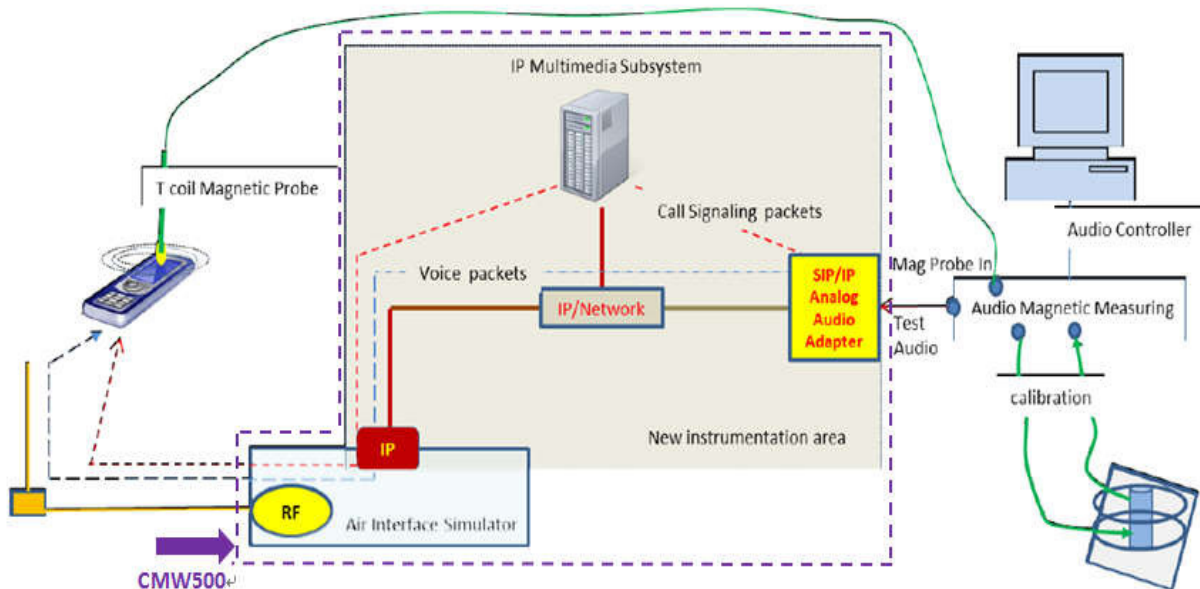 IP Multimedia Subsystem
T coil Magnetic Probe
Call Signaling packets
Audio Controller
Voice packets
Mag Probe In
SIP/IP
Analog
Audio
Adapter
IP/Network
Audio Magnetic Measuring
Test
Audio
calibration
New instrumentation area
IP
RF
Air Interface Simulator
CMW500